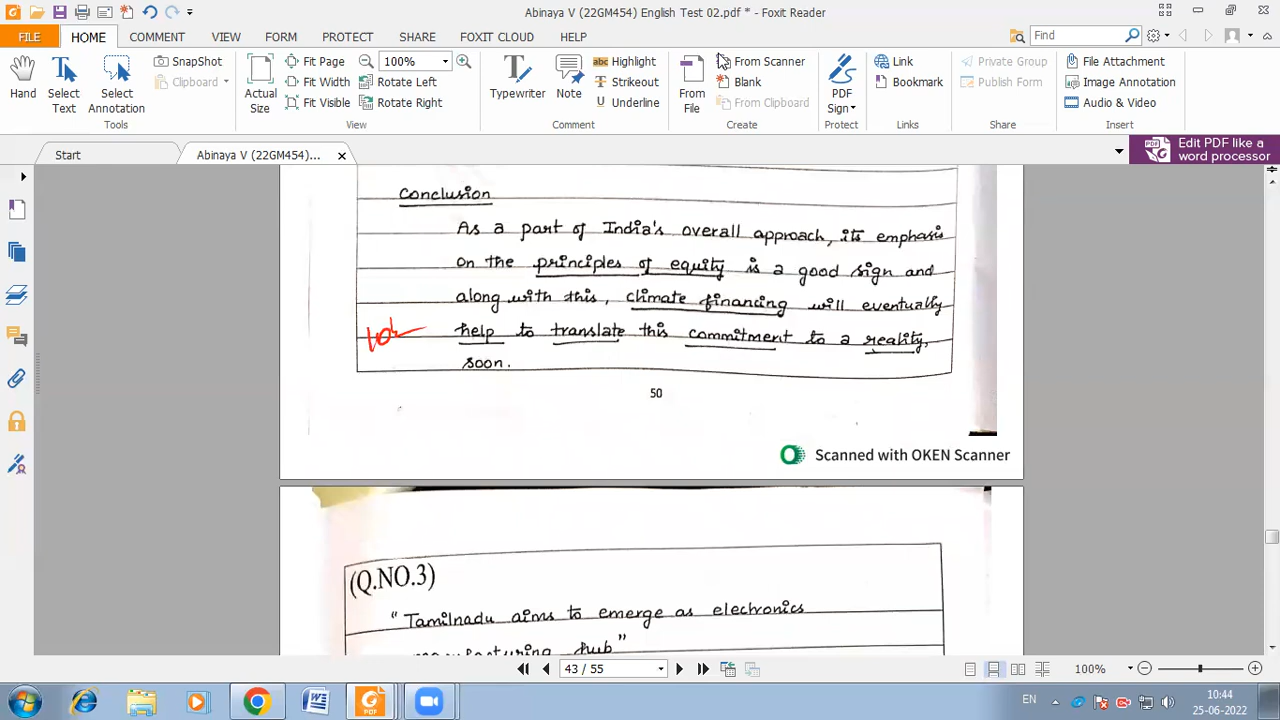 Abinaya V (22GM454) English Test 02.pdf * - Foxit Reader
FILE HOME COMMENT VIEW FORM PROTECT SHARE FOXIT CLOUD HELP Find
Hand
Select Text
Select Annotation
SnapShot
Clipboard
Tools
Actual Size
Fit Page
Fit Width
Fit Visible
100%
Rotate Left
Rotate Right
View
Typewriter
Note
Highlight
Strikeout
Underline
Comment
From File
From Scanner
Blank
From Clipboard
Create
PDF Sign
Protect
Link
Bookmark
Links
Private Group
Publish Form
Share
File Attachment
Image Annotation
Audio & Video
Insert
Start
Abinaya V (22GM454)...
Edit PDF like a
word processor
Conclusion
As a part of India's overall approach, its emphasis
on the principles of equity is a good sign and
along with this, climate financing will eventually
help to translate this commitment to a reality,
soon.
50
Scanned with OKEN Scanner
(Q.NO.3)
"Tamilnadu aims to emerge as electronics
manufacturing hub"
43 / 55
100%
EN
10:44
25-06-2022